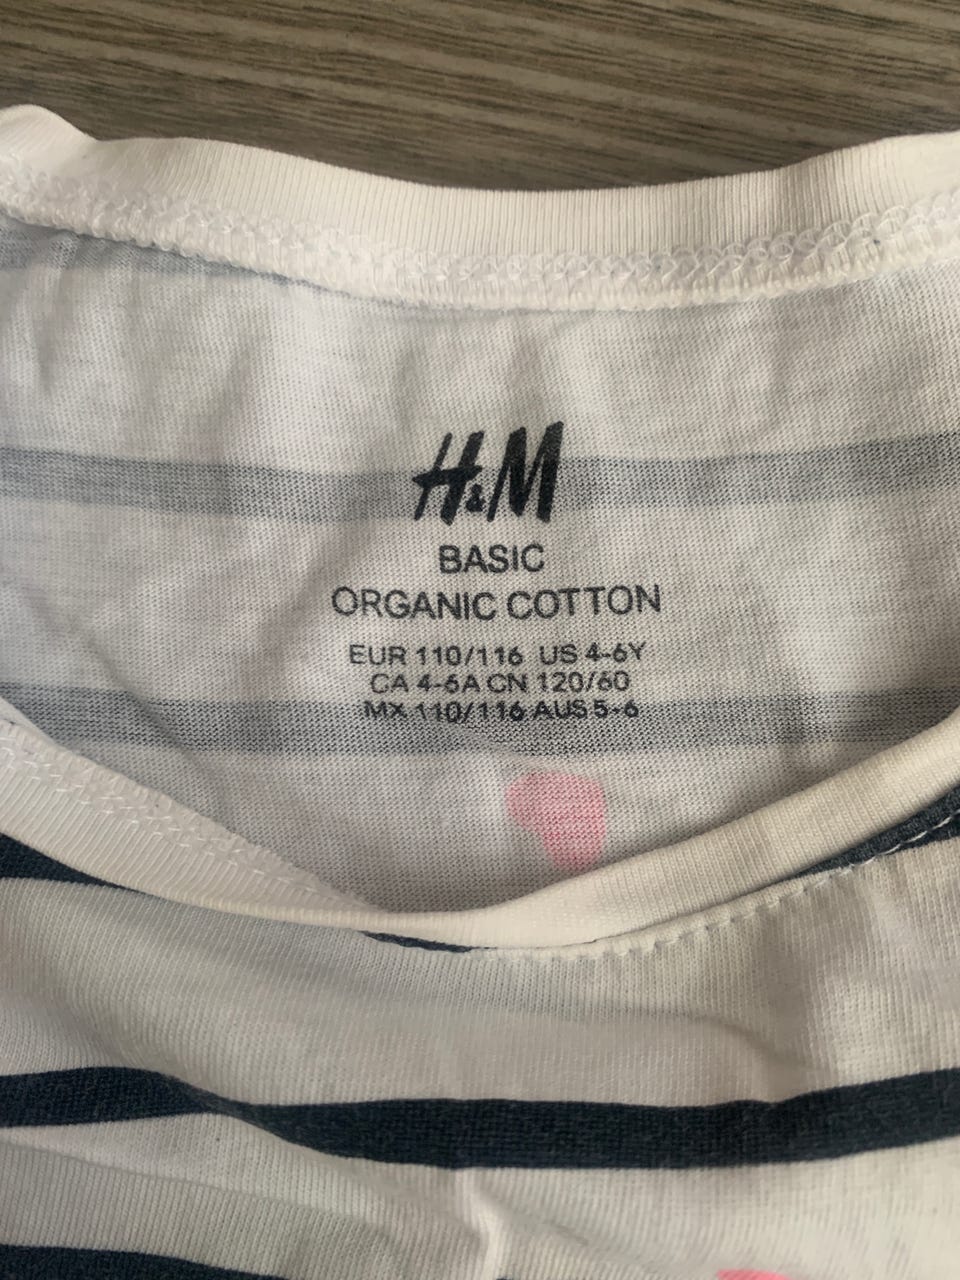 H&M
BASIC
ORGANIC COTTON
EUR 110/116 US 4-6Y
CA 4-6A CN 120/60
MX 110/116 AUS 5-6